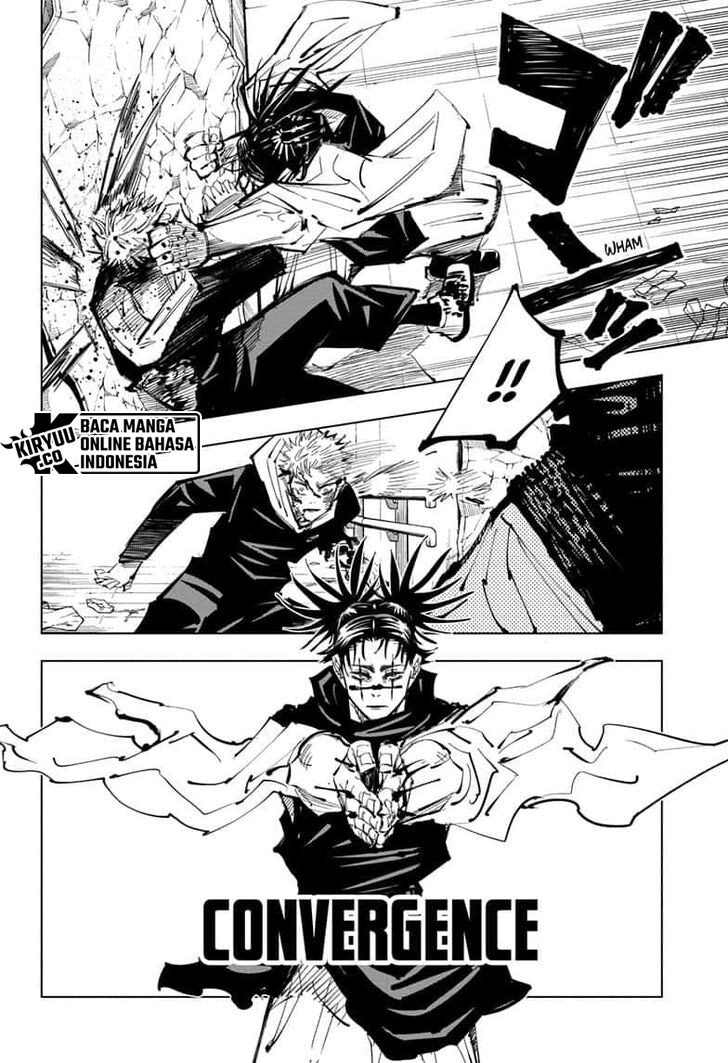 ゴッ
WHAM
!!
KIRYUU
.CO
BACA MANGA
ONLINE BAHASA
INDONESIA
CONVERGENCE